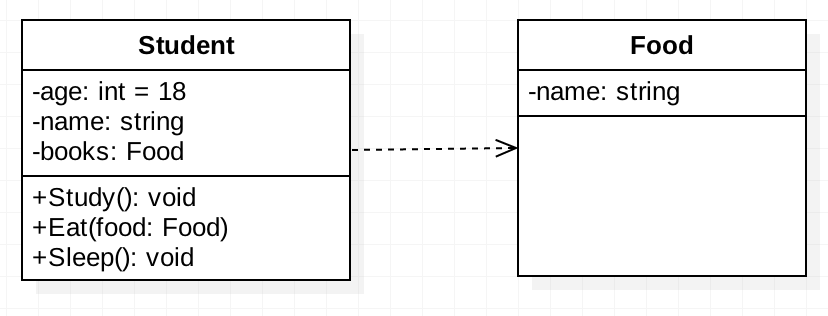 Student
-age: int = 18
-name: string
-books: Food
+Study(): void
+Eat(food: Food)
+Sleep(): void
Food
-name: string